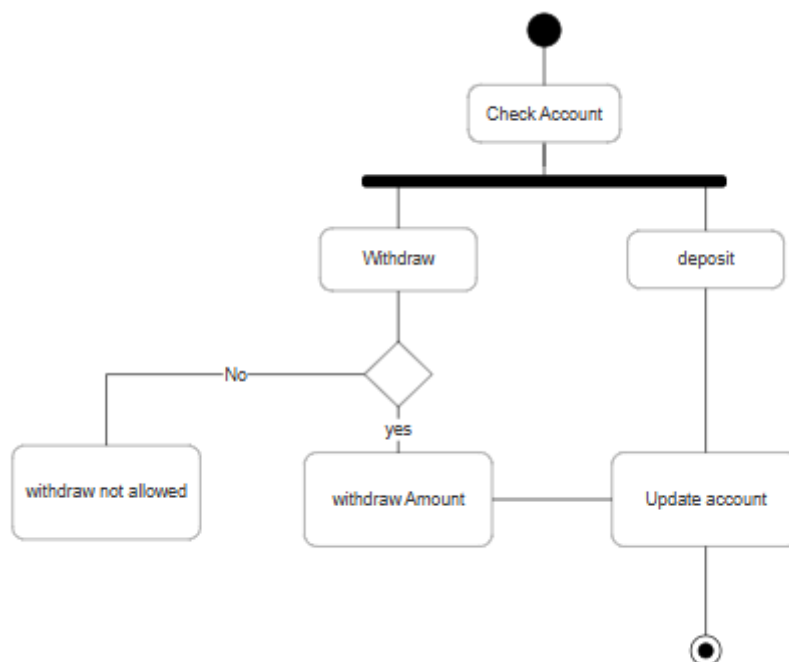 Check Account
Withdraw
deposit
No
yes
withdraw not allowed
withdraw Amount
Update account